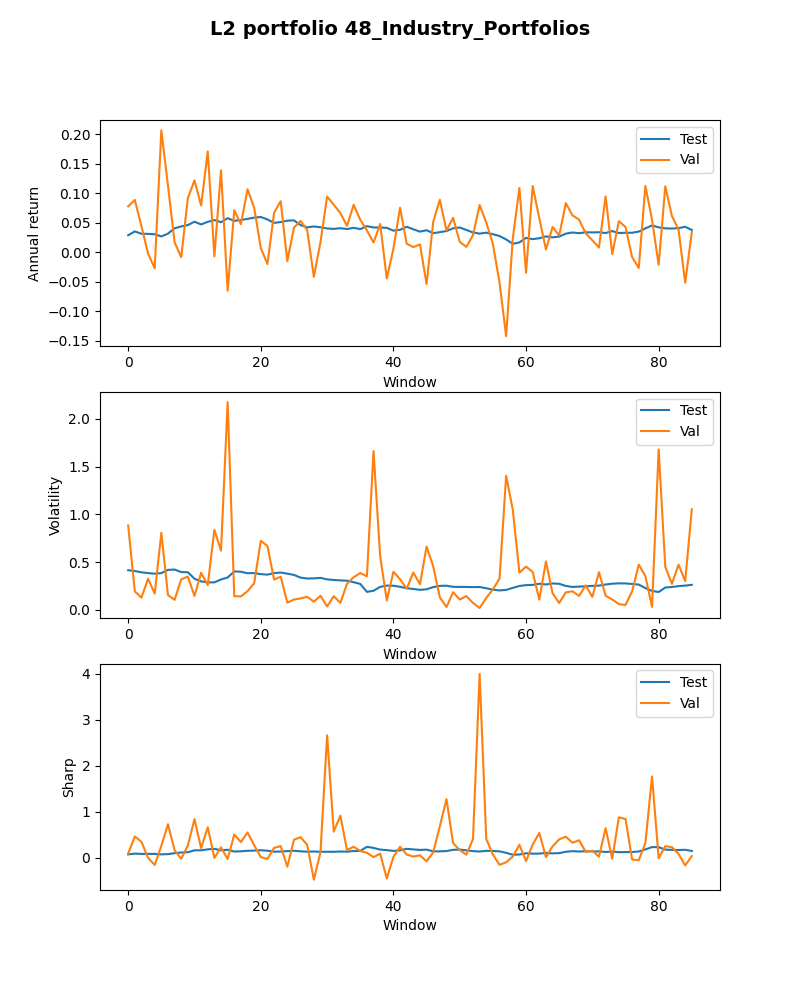 L2 portfolio 48_Industry_Portfolios
Test
Val
Annual return
0.20
0.15
0.10
0.05
0.00
−0.05
−0.10
−0.15
0 20 40 60 80
Window
Test
Val
Volatility
2.0
1.5
1.0
0.5
0.0
0 20 40 60 80
Window
Test
Val
Sharp
4
3
2
1
0
0 20 40 60 80
Window